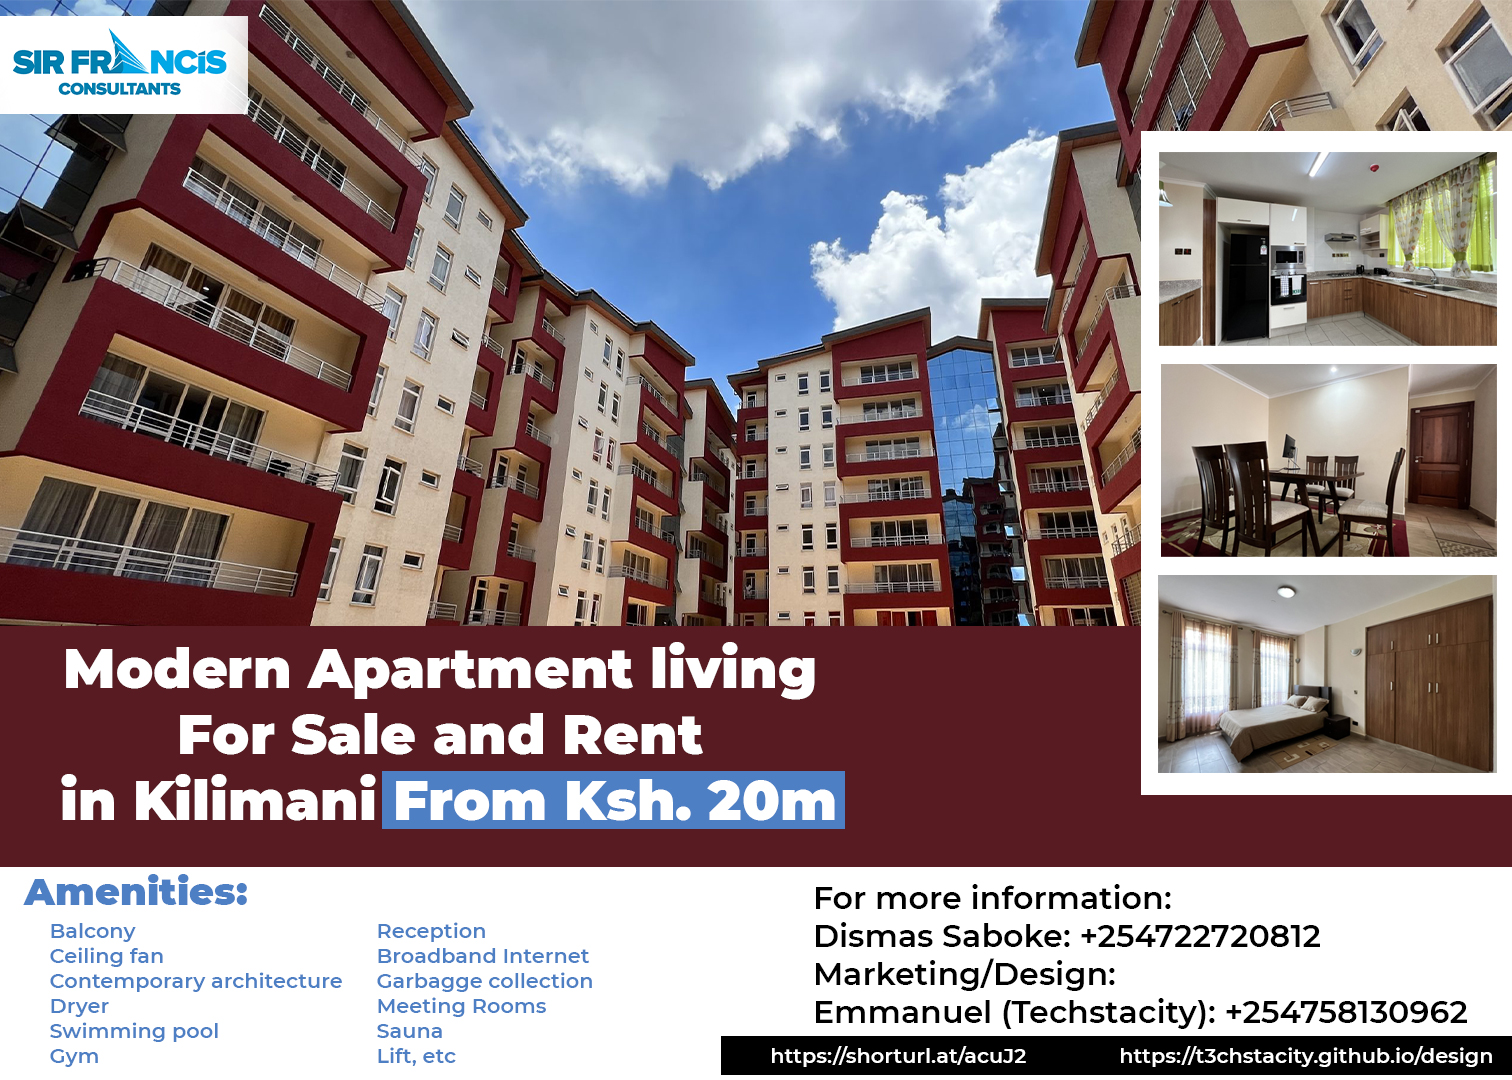 SIR FRANCiS
CONSULTANTS
Modern Apartment living
For Sale and Rent
in Kilimani From Ksh. 20m
Amenities:
Balcony
Ceiling fan
Contemporary architecture
Dryer
Swimming pool
Gym
Reception
Broadband Internet
Garbagge collection
Meeting Rooms
Sauna
Lift, etc
For more information:
Dismas Saboke: +254722720812
Marketing/Design:
Emmanuel (Techstacity): +254758130962
https://shorturl.at/acuJ2
https://t3chstacity.github.io/design